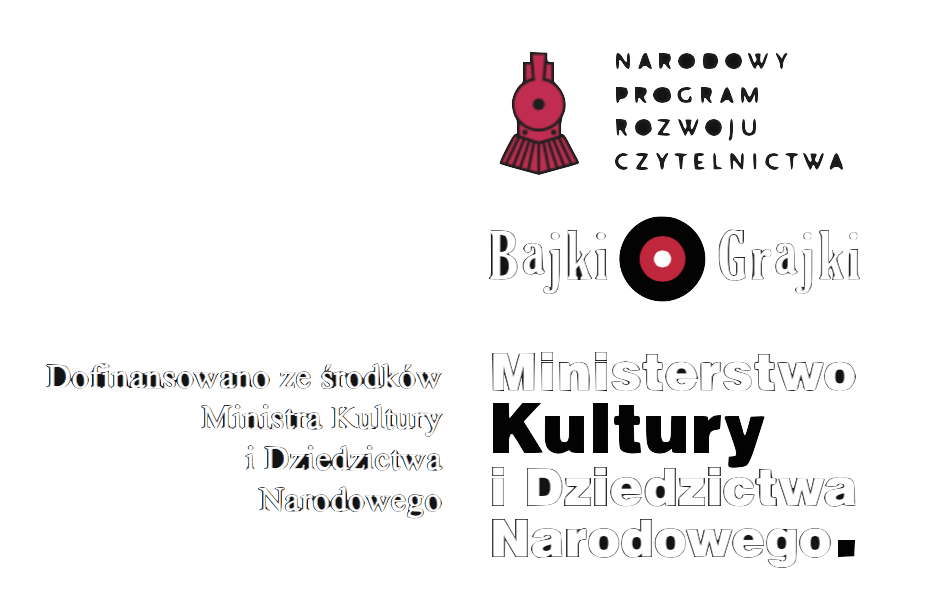 NARODOWY
PROGRAM
ROZWOJU
CZYTELNICTWA
Bajki Grajki
Dofinansowano ze środków
Ministra Kultury
i Dziedzictwa
Narodowego
Ministerstwo
Kultury
i Dziedzictwa
Narodowego.